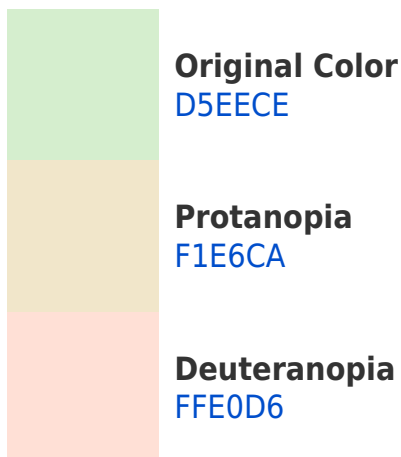 Original Color
D5EECE
Protanopia
F1E6CA
Deuteranopia
FFE0D6